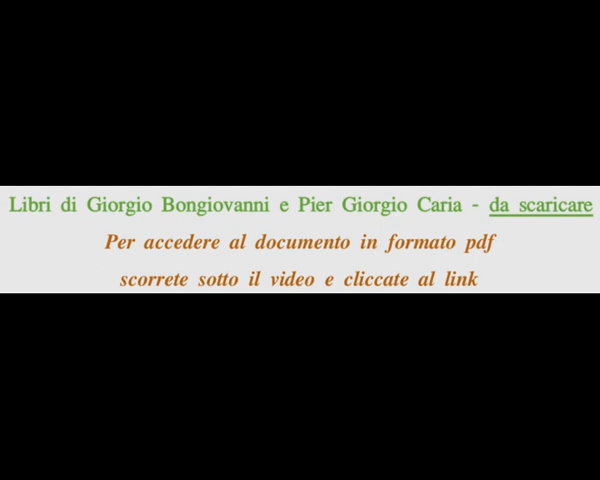 Libri di Giorgio Bongiovanni e Pier Giorgio Caria - da scaricare
Per accedere al documento in formato pdf
scorrete sotto il video e cliccate al link